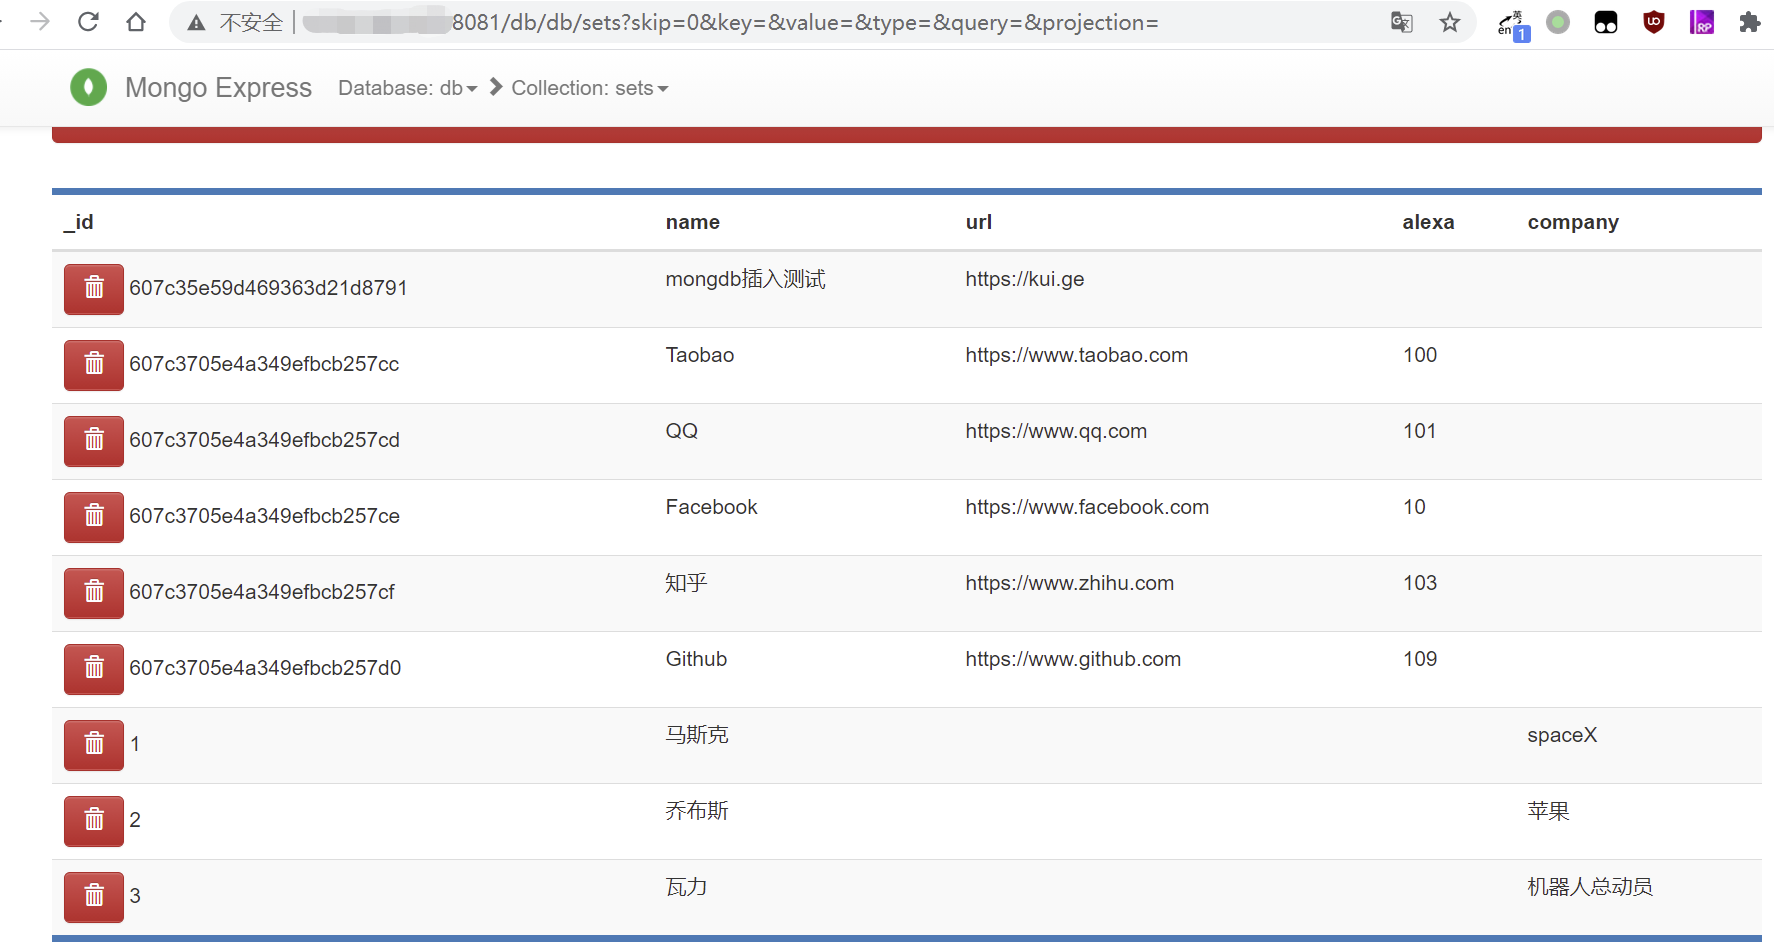 不安全 8081/db/db/sets?skip=0&key=&value=&type=&query=&projection= 英 en 1 UO RP
Mongo Express Database: db Collection: sets
_id name url alexa company
607c35e59d469363d21d8791 mongdb插入测试 https://kui.ge
607c3705e4a349efbcb257cc Taobao https://www.taobao.com 100
607c3705e4a349efbcb257cd QQ https://www.qq.com 101
607c3705e4a349efbcb257ce Facebook https://www.facebook.com 10
607c3705e4a349efbcb257cf 知乎 https://www.zhihu.com 103
607c3705e4a349efbcb257d0 Github https://www.github.com 109
1 马斯克 spaceX
2 乔布斯 苹果
3 瓦力 机器人总动员